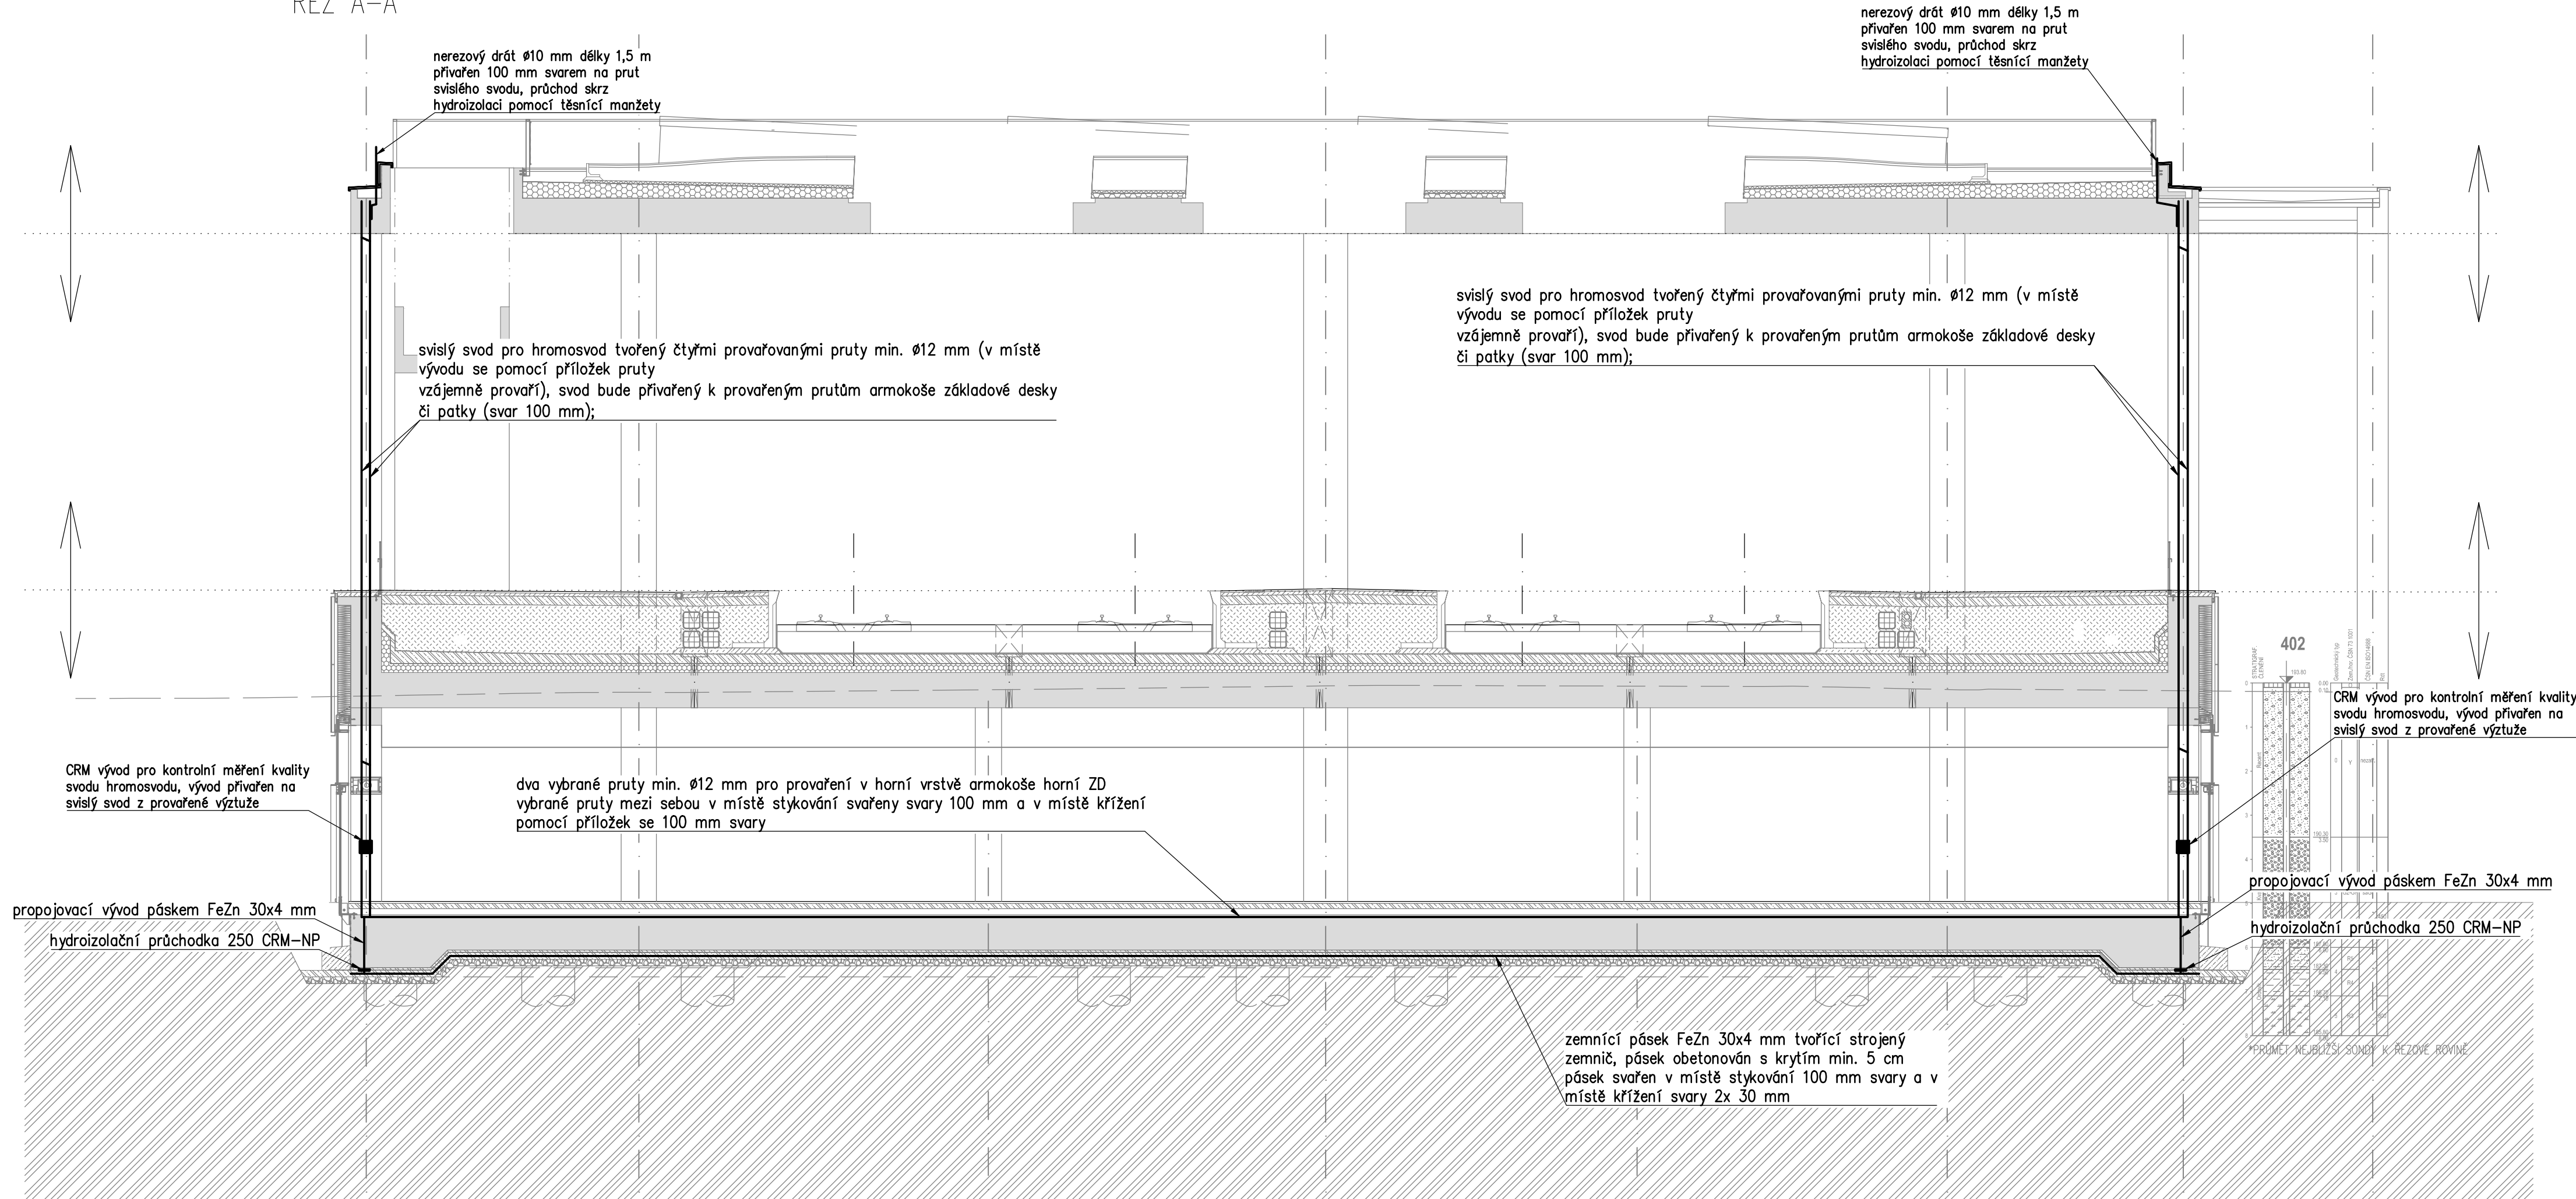 ŘEZ A-A
nerezový drát ø10 mm délky 1,5 m
přivařen 100 mm svarem na prut
svislého svodu, průchod skrz
hydroizolaci pomocí těsnící manžety
nerezový drát ø10 mm délky 1,5 m
přivařen 100 mm svarem na prut
svislého svodu, průchod skrz
hydroizolaci pomocí těsnící manžety
svislý svod pro hromosvod tvořený čtyřmi provařovanými pruty min. ø12 mm (v místě
vývodu se pomocí příložek pruty
vzájemně provaří), svod bude přivařený k provařeným prutům armokoše základové desky
či patky (svar 100 mm);
svislý svod pro hromosvod tvořený čtyřmi provařovanými pruty min. ø12 mm (v místě
vývodu se pomocí příložek pruty
vzájemně provaří), svod bude přivařený k provařeným prutům armokoše základové desky
či patky (svar 100 mm);
402
STRATIGRAF.
ČLENĚNÍ
193.80
CRM vývod pro kontrolní měření kvality
svodu hromosvodu, vývod přivařen na
svislý svod z provařené výztuže
CRM vývod pro kontrolní měření kvality
svodu hromosvodu, vývod přivařen na
svislý svod z provařené výztuže
dva vybrané pruty min. ø12 mm pro provaření v horní vrstvě armokoše horní ZD
vybrané pruty mezi sebou v místě stykování svařeny svary 100 mm a v místě křížení
pomocí příložek se 100 mm svary
190.30
3.50
propojovací vývod páskem FeZn 30x4 mm
hydroizolační průchodka 250 CRM-NP
propojovací vývod páskem FeZn 30x4 mm
hydroizolační průchodka 250 CRM-NP
zemnící pásek FeZn 30x4 mm tvořící strojený
zemnič, pásek obetonován s krytím min. 5 cm
pásek svařen v místě stykování 100 mm svary a v
místě křížení svary 2x 30 mm
*PRŮMĚT NEJBLIŽŠÍ SONDY K ŘEZOVÉ ROVINĚ